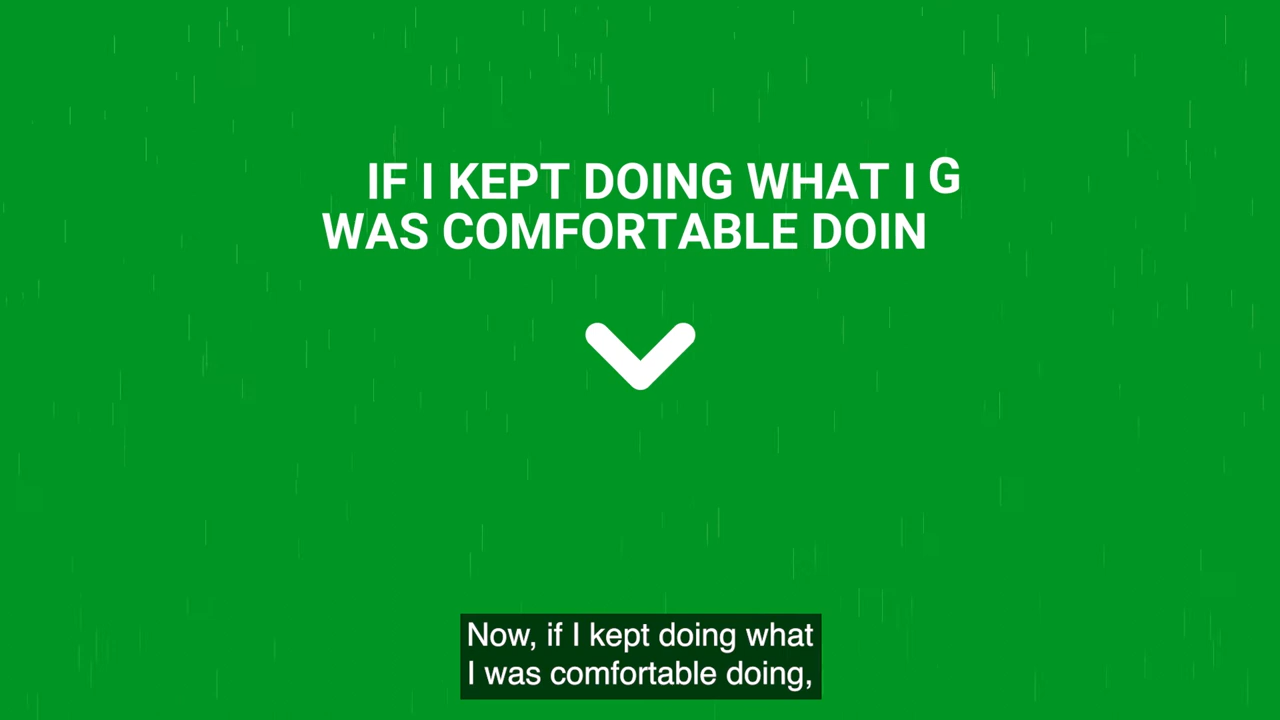 IF I KEPT DOING WHAT I G
WAS COMFORTABLE DOIN
Now, if I kept doing what
I was comfortable doing,